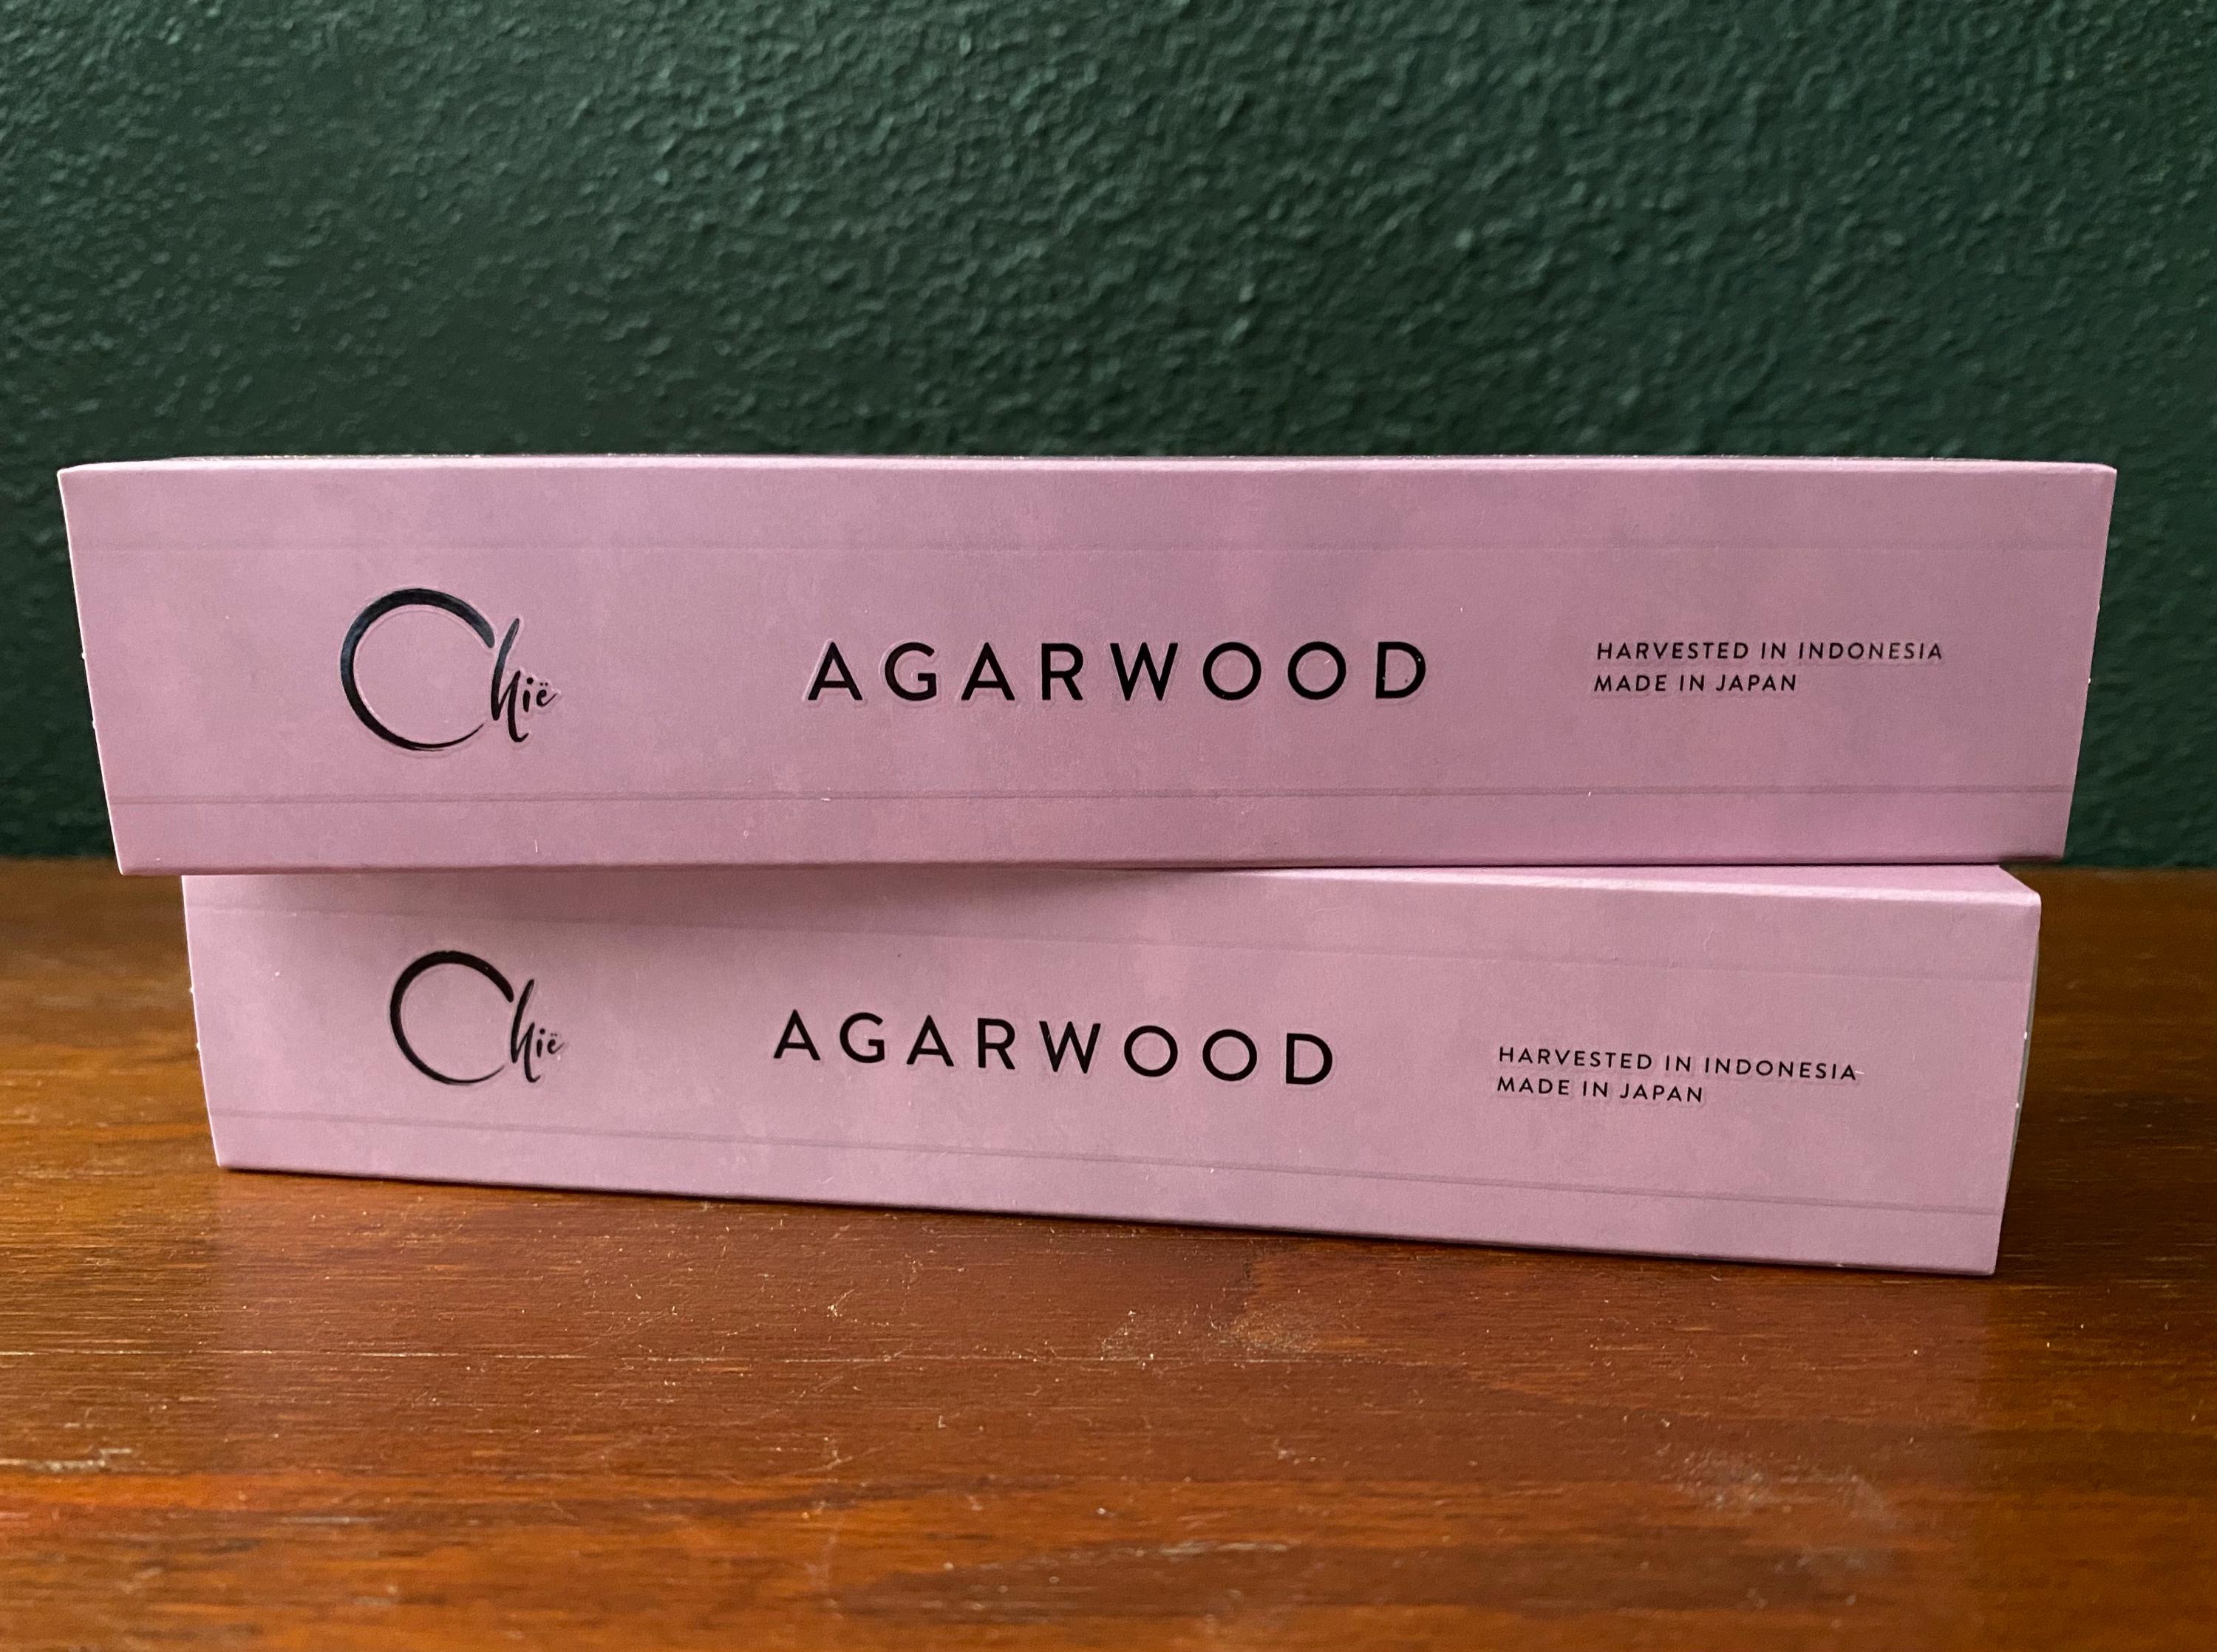 Chië
AGARWOOD
HARVESTED IN INDONESIA
MADE IN JAPAN
Chië
AGARWOOD
HARVESTED IN INDONESIA
MADE IN JAPAN